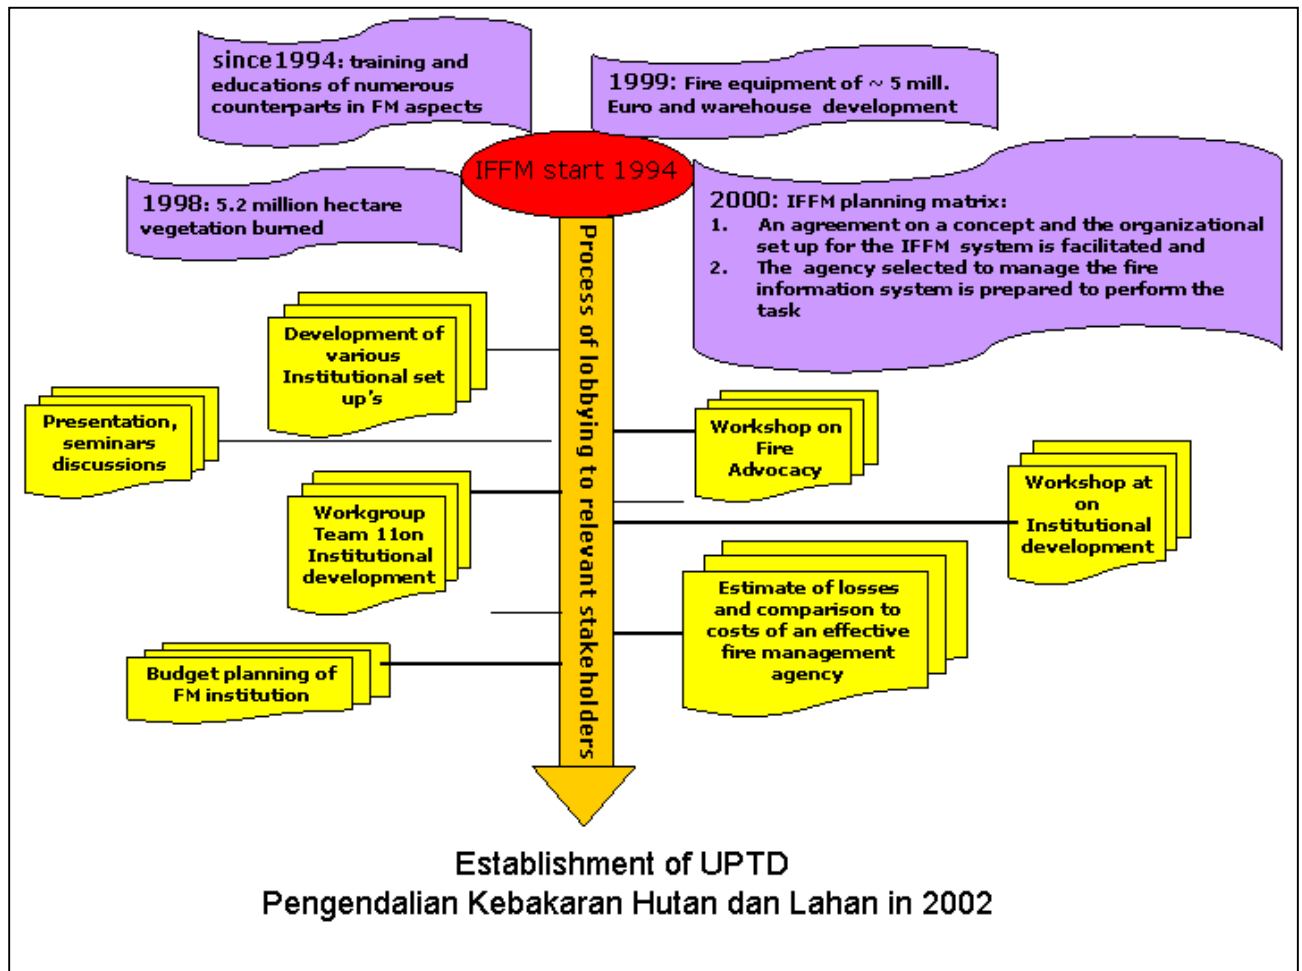 since1994: training and
educations of numerous
counterparts in FM aspects
1999: Fire equipment of ~ 5 mill.
Euro and warehouse development
IFFM start 1994
1998: 5.2 million hectare
vegetation burned
2000: IFFM planning matrix:
1. An agreement on a concept and the organizational
set up for the IFFM system is facilitated and
2. The agency selected to manage the fire
information system is prepared to perform the
task
Process of lobbying to relevant stakeholders
Development of
various
Institutional set
up's
Presentation,
seminars
discussions
Workshop on
Fire
Advocacy
Workshop at
on
Institutional
development
Workgroup
Team 11on
Institutional
development
Estimate of losses
and comparison to
costs of an effective
fire management
agency
Budget planning of
FM institution
Establishment of UPTD
Pengendalian Kebakaran Hutan dan Lahan in 2002